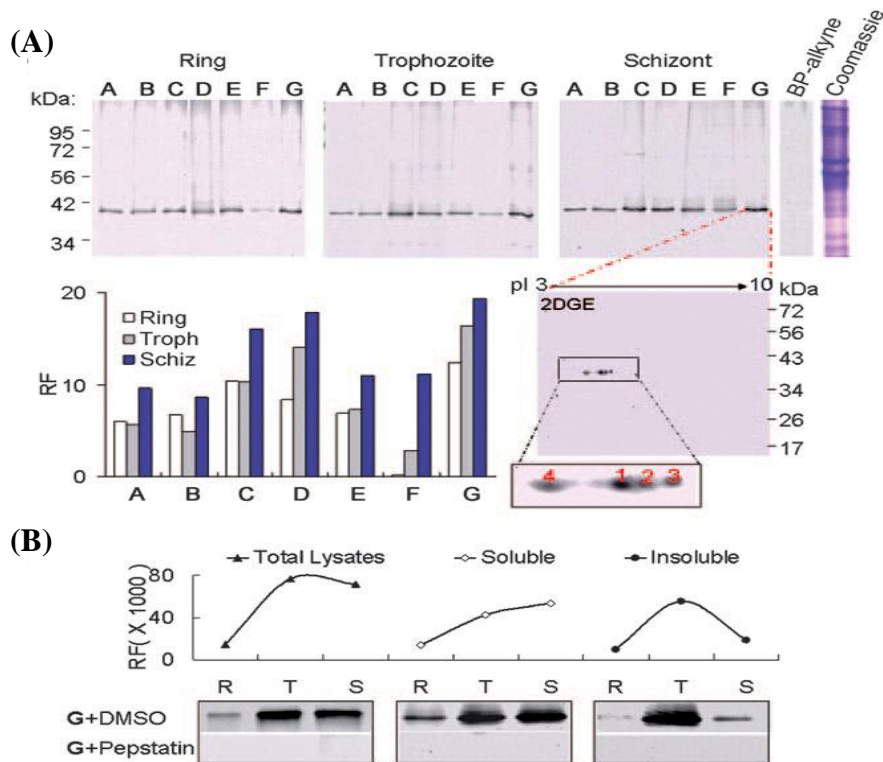 (A)
Ring Trophozoite Schizont BP-alkyne Coomassie
A B C D E F G A B C D E F G A B C D E F G
kDa:
95
72
56
42
34
20
10
0
RF
Ring
Troph
Schiz
A B C D E F G
pI 3 10 kDa
2DGE
72
56
43
34
26
17
4 1 2 3
(B)
Total Lysates Soluble Insoluble
RF( X 1000)
80
40
0
R T S R T S R T S
G+DMSO
G+Pepstatin